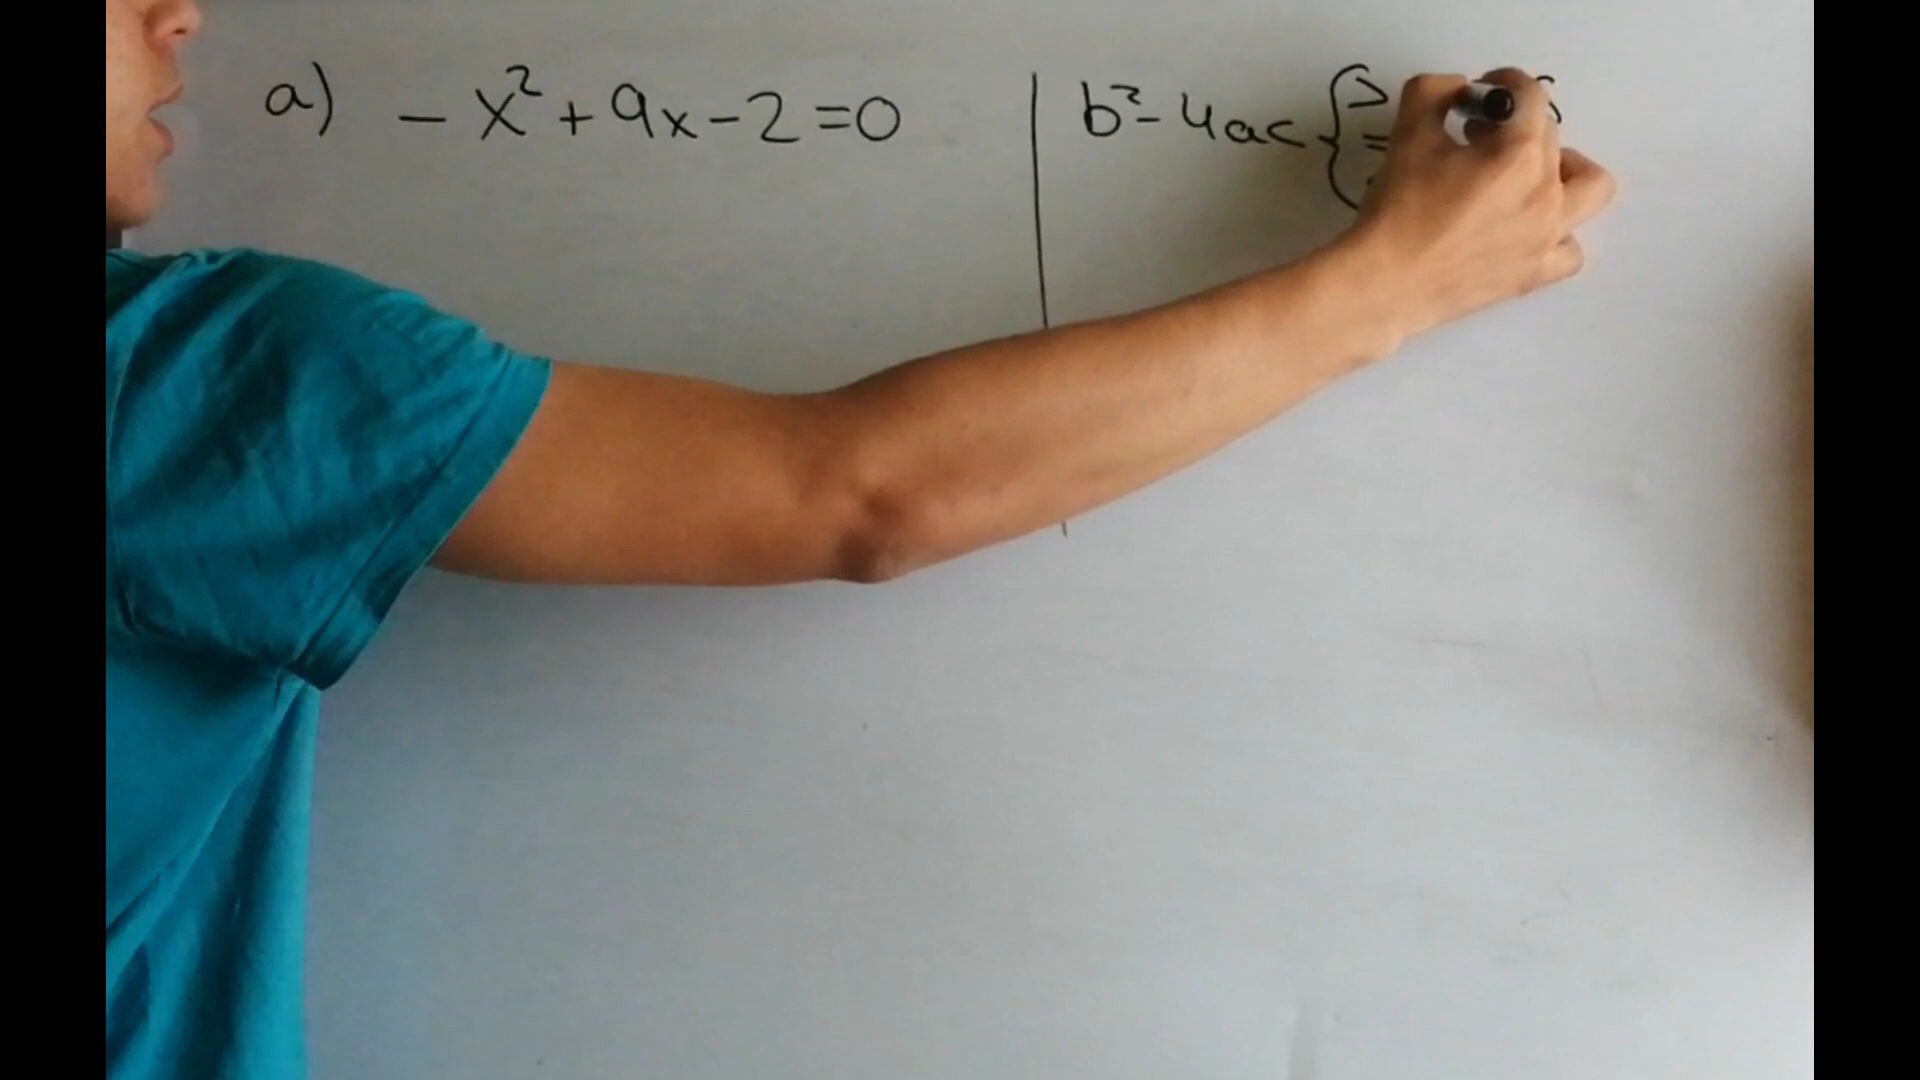 a) -x²+9x-2=0
b²-4ac { >
=